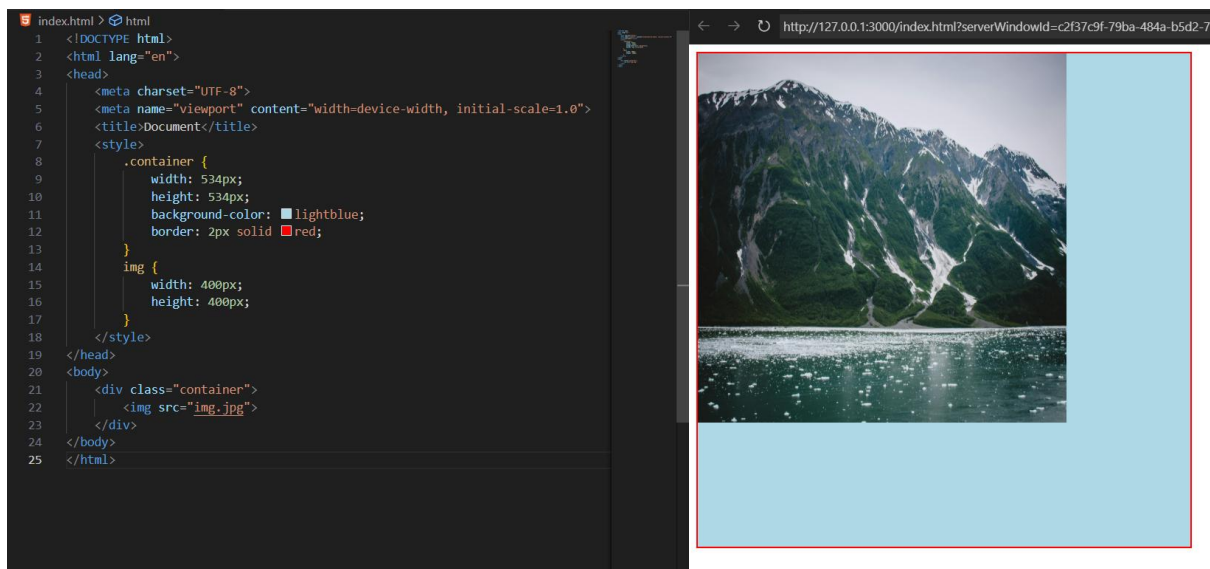 index.html > html
1 <!DOCTYPE html>
2 <html lang="en">
3 <head>
4     <meta charset="UTF-8">
5     <meta name="viewport" content="width=device-width, initial-scale=1.0">
6     <title>Document</title>
7     <style>
8         .container {
9             width: 534px;
10             height: 534px;
11             background-color: lightblue;
12             border: 2px solid red;
13         }
14         img {
15             width: 400px;
16             height: 400px;
17         }
18     </style>
19 </head>
20 <body>
21     <div class="container">
22         <img src="img.jpg">
23     </div>
24 </body>
25 </html>
http://127.0.0.1:3000/index.html?serverWindowId=c2f37c9f-79ba-484a-b5d2-7